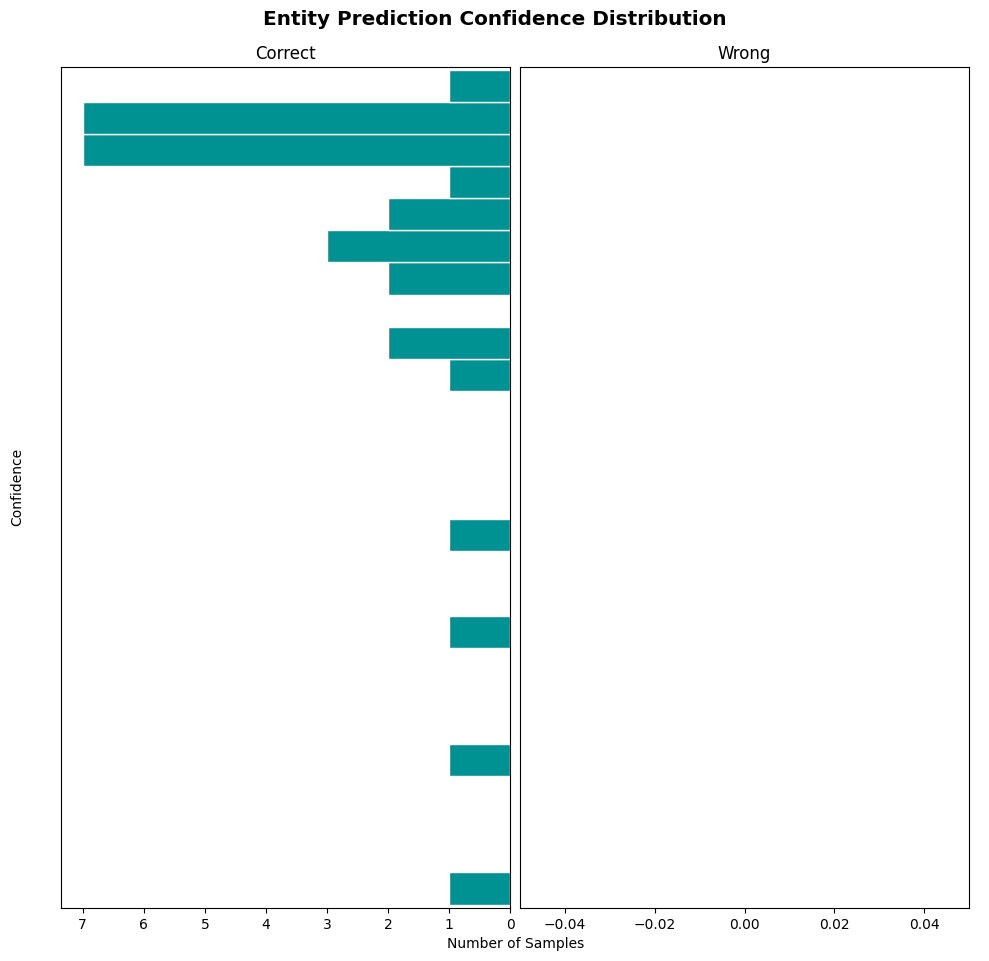 Entity Prediction Confidence Distribution
Correct
Wrong
Confidence
7 6 5 4 3 2 1 0
−0.04 −0.02 0.00 0.02 0.04
Number of Samples